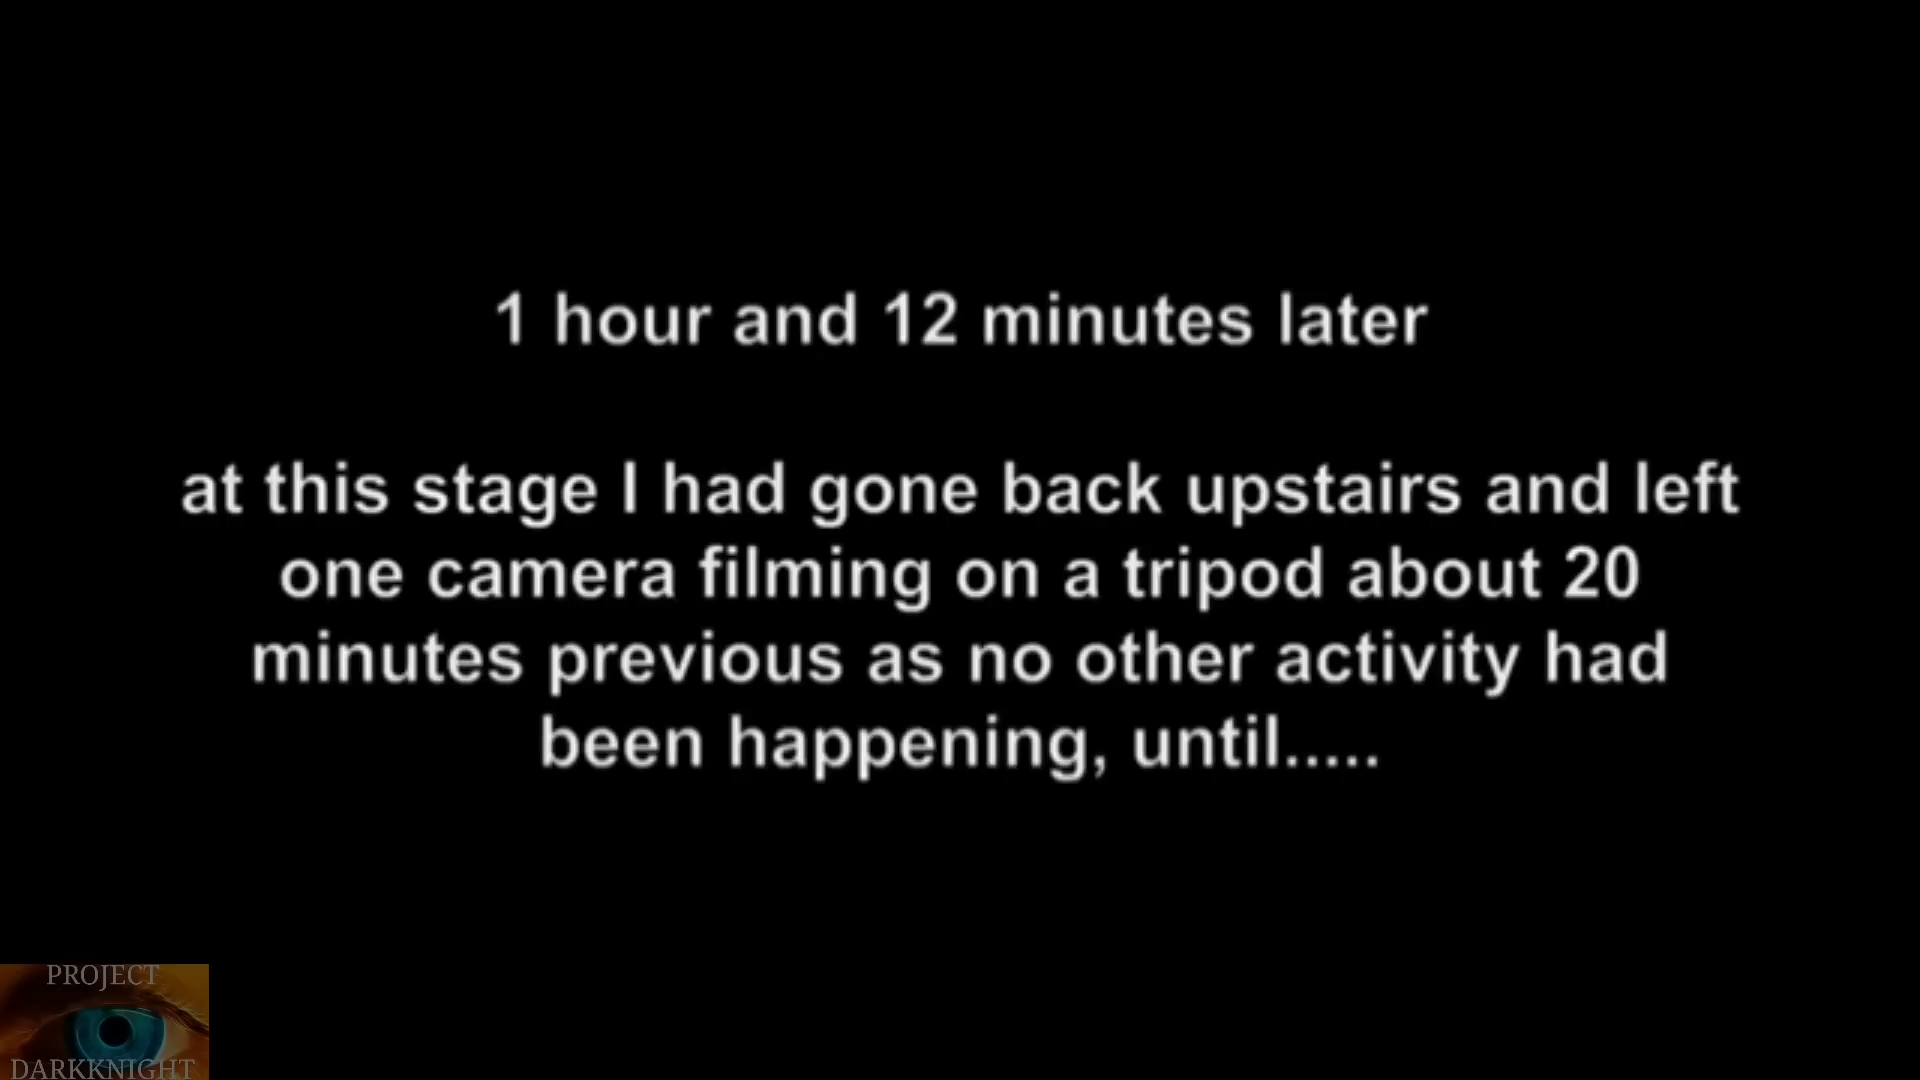 1 hour and 12 minutes later
at this stage I had gone back upstairs and left
one camera filming on a tripod about 20
minutes previous as no other activity had
been happening, until.....
PROJECT
DARKKNIGHT